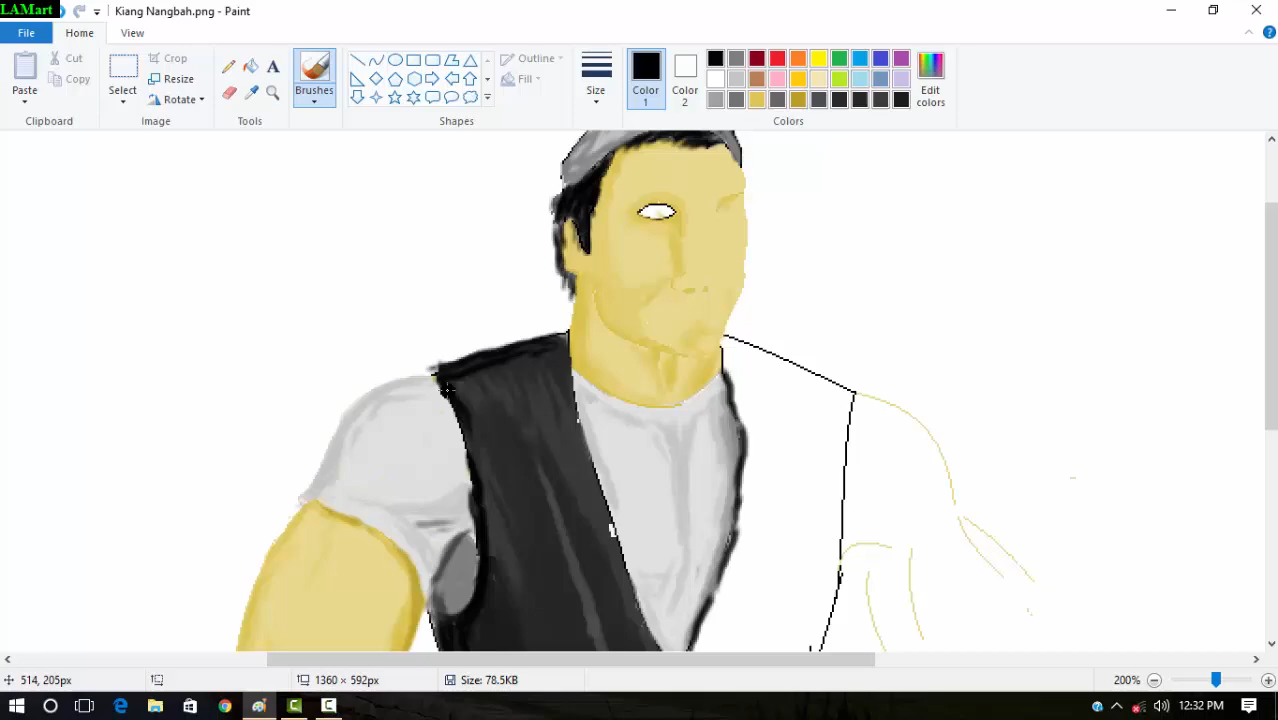 LAMart
Kiang Nangbah.png - Paint
File
Home
View
Paste
Cut
Copy
Clipboard
Select
Crop
Resize
Rotate
Image
A
Tools
Brushes
Outline
Fill
Shapes
Size
Color
1
Color
2
Edit
colors
Colors
514, 205px
1360 × 592px
Size: 78.5KB
200%
12:32 PM